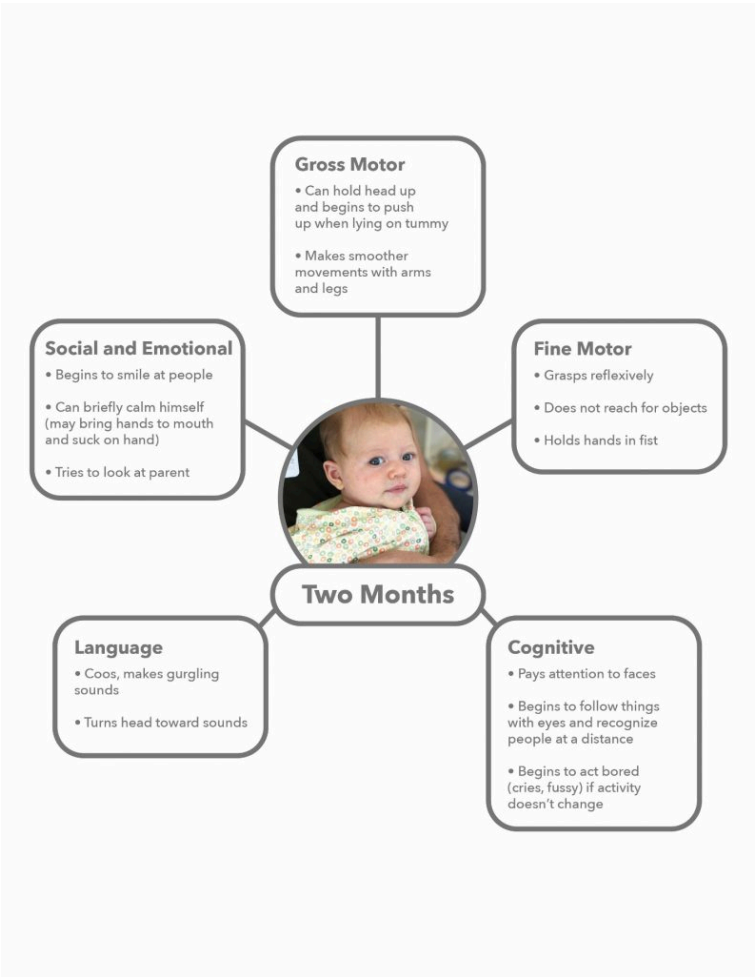 Gross Motor
• Can hold head up
and begins to push
up when lying on tummy
• Makes smoother
movements with arms
and legs
Social and Emotional
• Begins to smile at people
• Can briefly calm himself
(may bring hands to mouth
and suck on hand)
• Tries to look at parent
Fine Motor
• Grasps reflexively
• Does not reach for objects
• Holds hands in fist
Two Months
Language
• Coos, makes gurgling
sounds
• Turns head toward sounds
Cognitive
• Pays attention to faces
• Begins to follow things
with eyes and recognize
people at a distance
• Begins to act bored
(cries, fussy) if activity
doesn't change